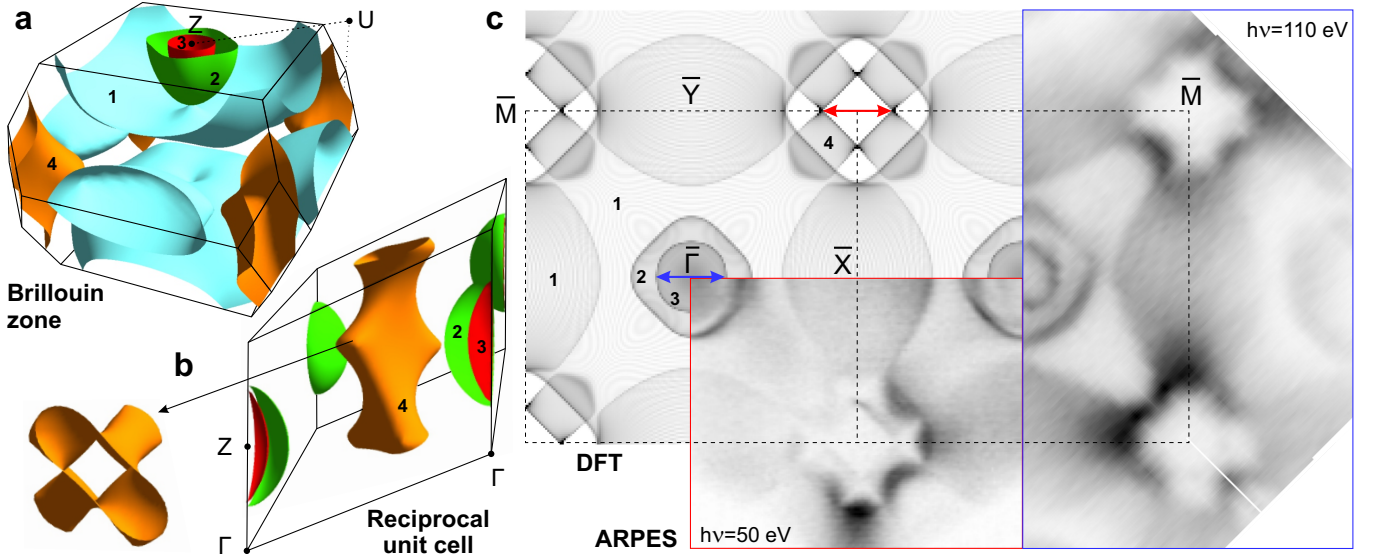 a
Z
U
3
2
1
4
Brillouin
zone
b
2
3
4
Z
Γ
Γ
Reciprocal
unit cell
c
hν=110 eV
M̅
Y̅
M̅
4
1
Γ̅
X̅
1
2
3
DFT
ARPES
hν=50 eV